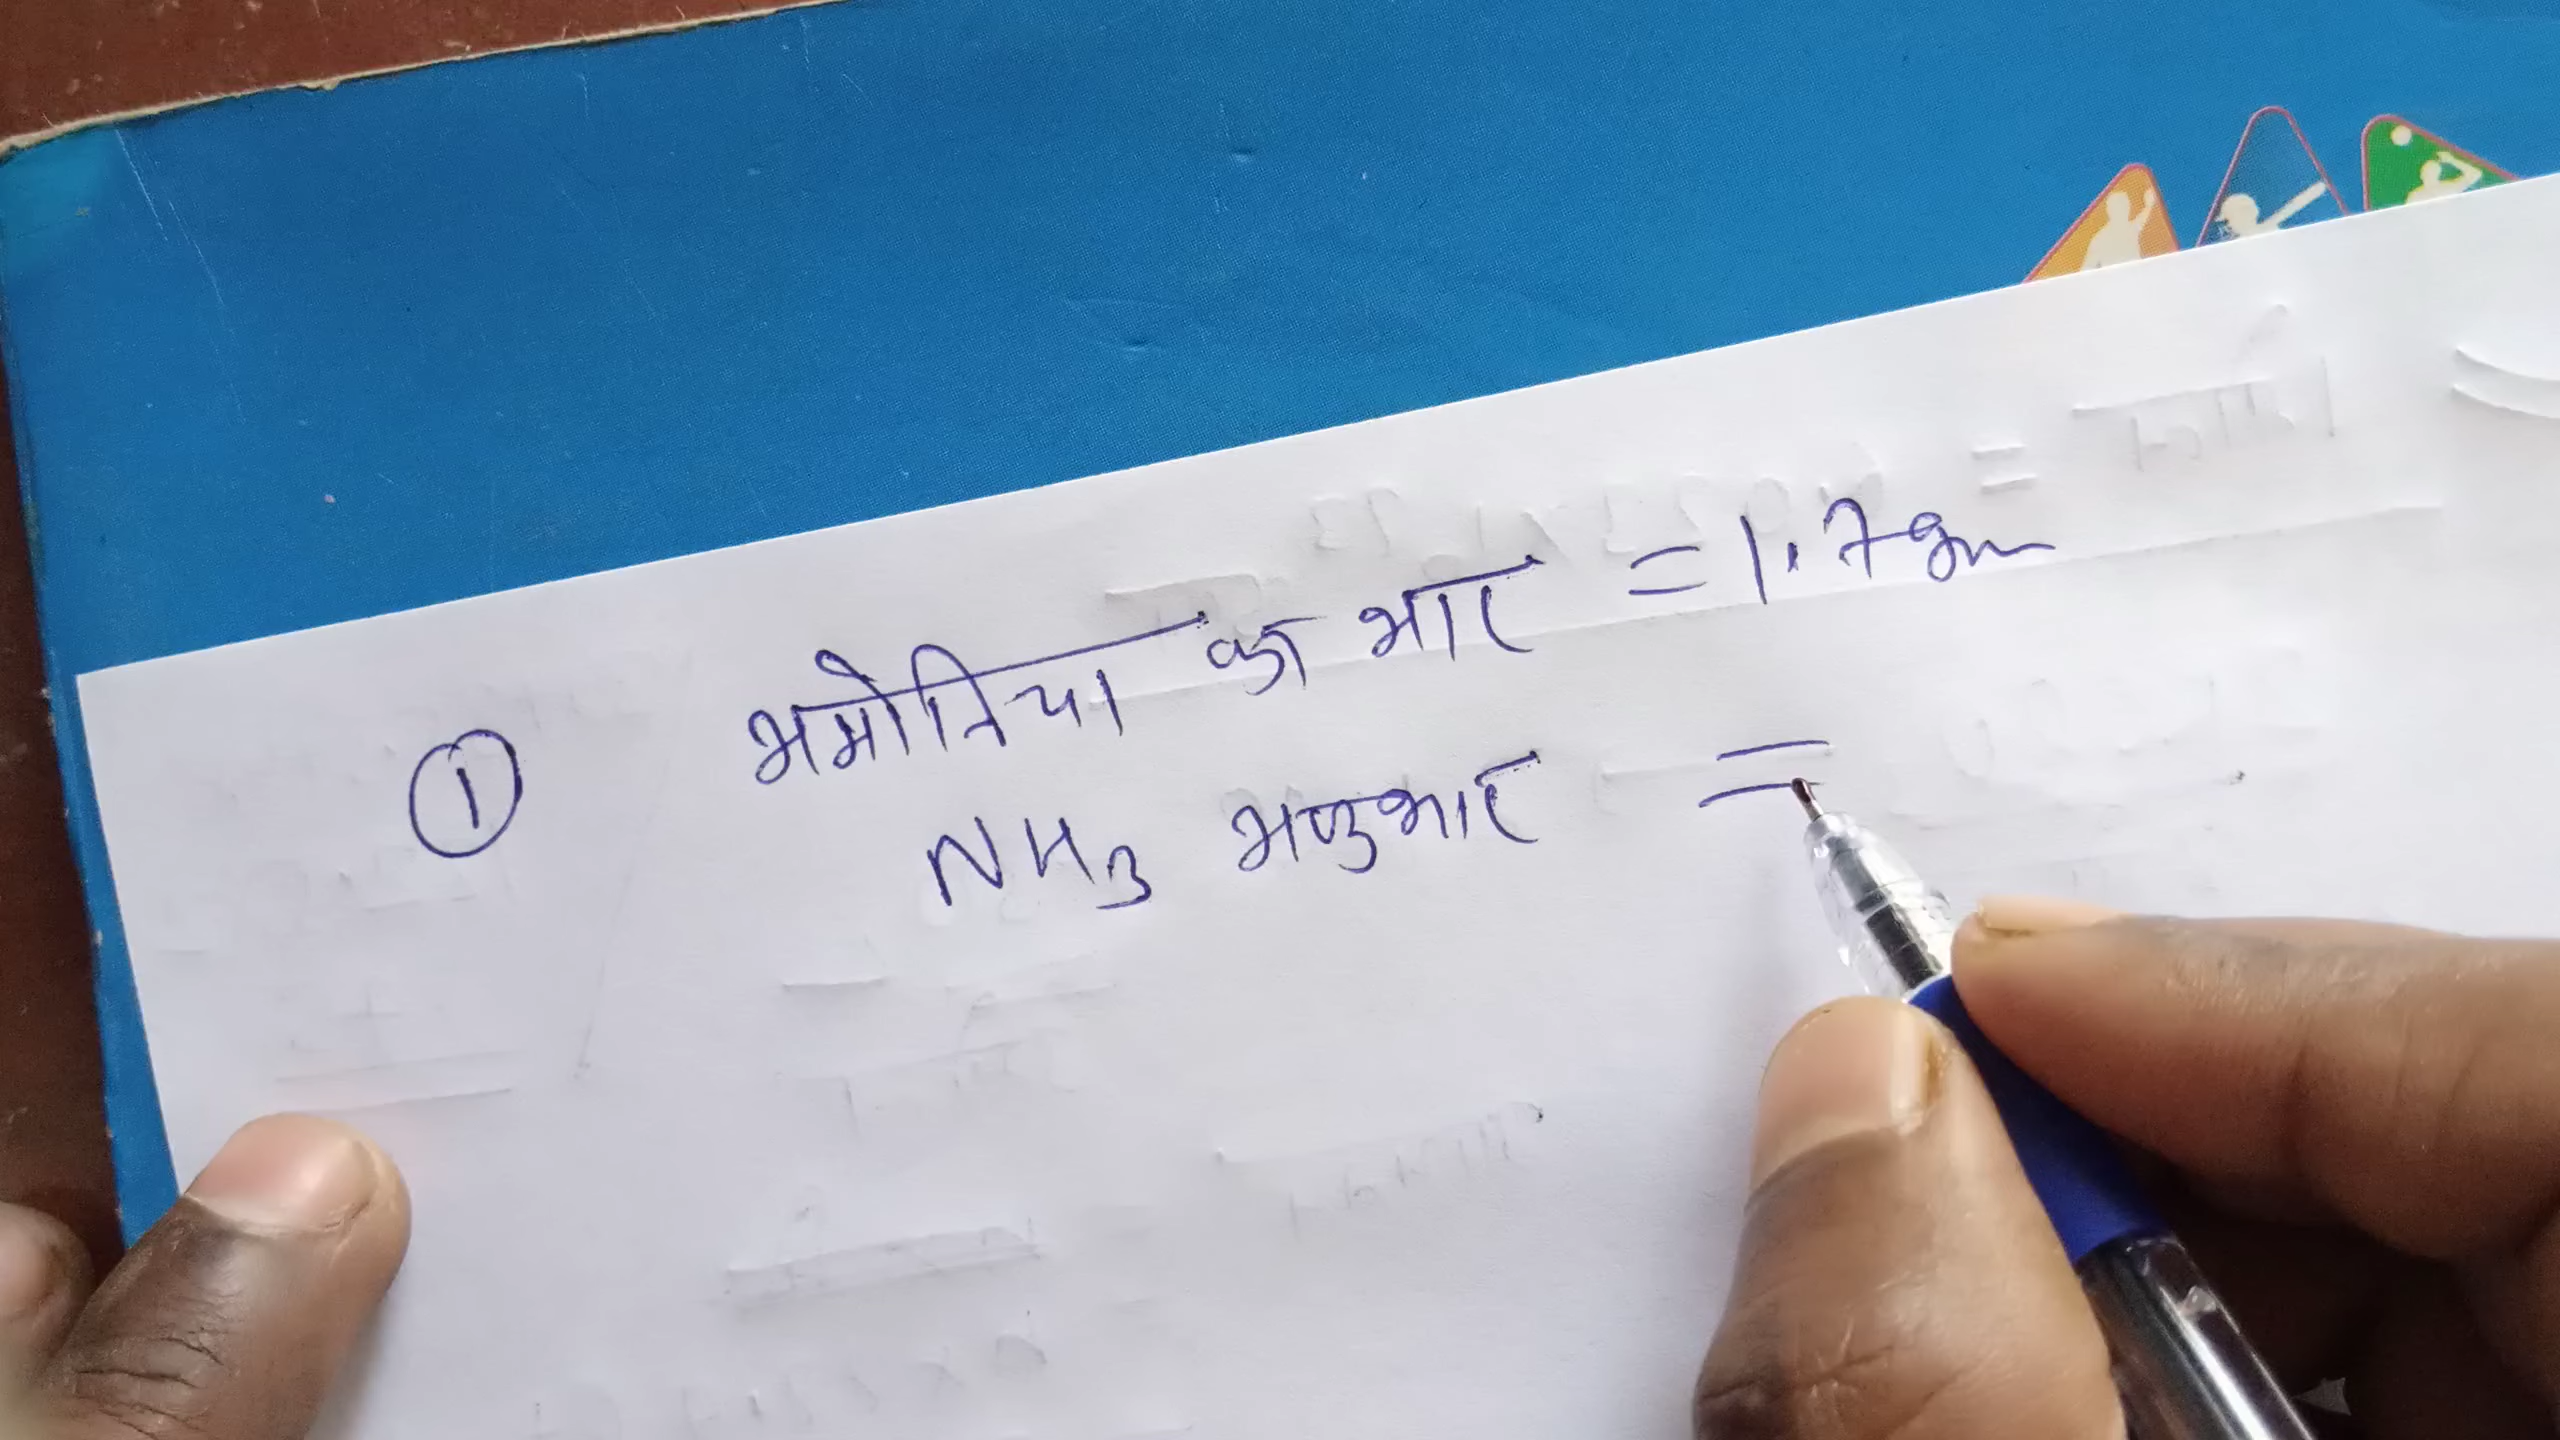 ① अमोनिया का भार = 1.7 gm
NH₃ अणुभार =